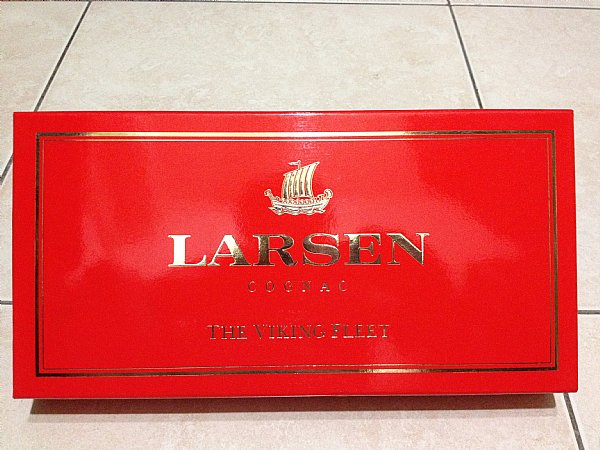 LARSEN
COGNAC
THE VIKING FLEET